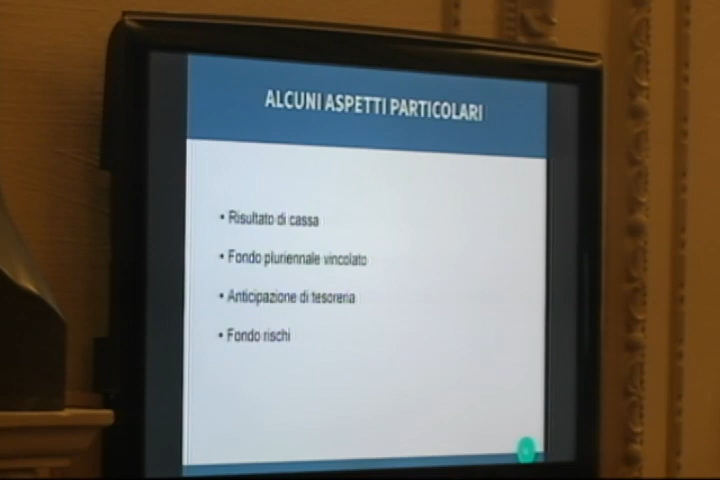 ALCUNI ASPETTI PARTICOLARI
• Risultato di cassa
• Fondo pluriennale vincolato
• Anticipazione di tesoreria
• Fondo rischi